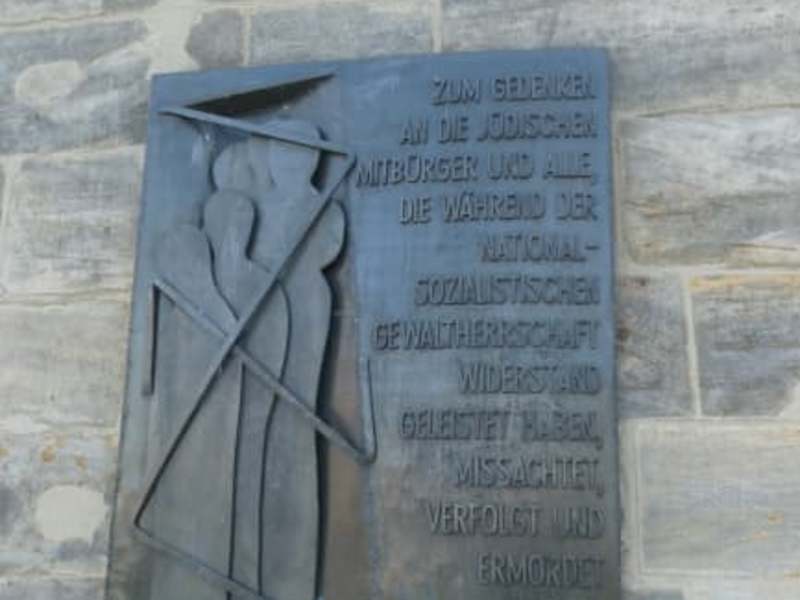 ZUM GEDENKEN
AN DIE JÜDISCHEN
MITBÜRGER UND ALLE,
DIE WÄHREND DER
NATIONAL-
SOZIALISTISCHEN
GEWALTHERRSCHAFT
WIDERSTAND
GELEISTET HABEN,
MISSACHTET,
VERFOLGT UND
ERMORDET